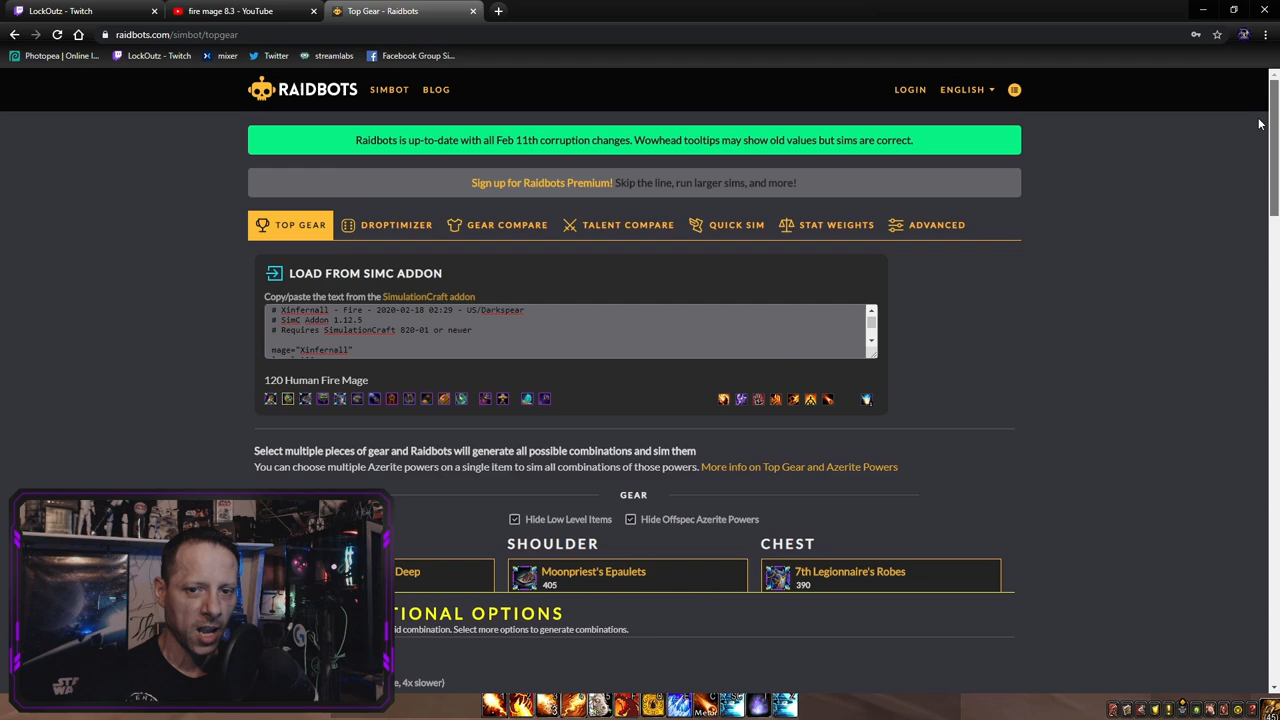 LockOutz - Twitch
fire mage 8.3 - YouTube
Top Gear - Raidbots
raidbots.com/simbot/topgear
Photopea | Online I...
LockOutz - Twitch
mixer
Twitter
streamlabs
Facebook Group Si...
RAIDBOTS
SIMBOT
BLOG
LOGIN
ENGLISH
Raidbots is up-to-date with all Feb 11th corruption changes. Wowhead tooltips may show old values but sims are correct.
Sign up for Raidbots Premium! Skip the line, run larger sims, and more!
TOP GEAR
DROPTIMIZER
GEAR COMPARE
TALENT COMPARE
QUICK SIM
STAT WEIGHTS
ADVANCED
LOAD FROM SIMC ADDON
Copy/paste the text from the SimulationCraft addon
# Xinfernall - Fire - 2020-02-18 02:29 - US/Darkspear
# SimC Addon 1.12.5
# Requires SimulationCraft 820-01 or newer
mage="Xinfernall"
120 Human Fire Mage
Select multiple pieces of gear and Raidbots will generate all possible combinations and sim them
You can choose multiple Azerite powers on a single item to sim all combinations of those powers. More info on Top Gear and Azerite Powers
GEAR
Hide Low Level Items
Hide Offspec Azerite Powers
SHOULDER
CHEST
Deep
Moonpriest's Epaulets
405
7th Legionnaire's Robes
390
TIONAL OPTIONS
id combination. Select more options to generate combinations.
e, 4x slower)
STAR
WARS